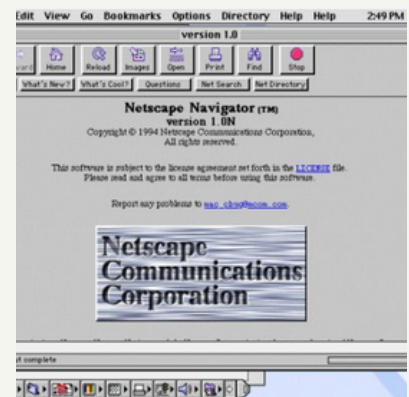 Edit View Go Bookmarks Options Directory Help Help 2:49 PM
version 1.0
Home Reload Images Open Print Find Stop
What's New? What's Cool? Questions Net Search Net Directory
Netscape Navigator (TM)
version 1.0N
Copyright © 1994 Netscape Communications Corporation,
All rights reserved.
This software is subject to the license agreement set forth in the LICENSE file.
Please read and agree to all terms before using this software.
Report any problems to mac_cbug@mcom.com.
Netscape
Communications
Corporation
complete